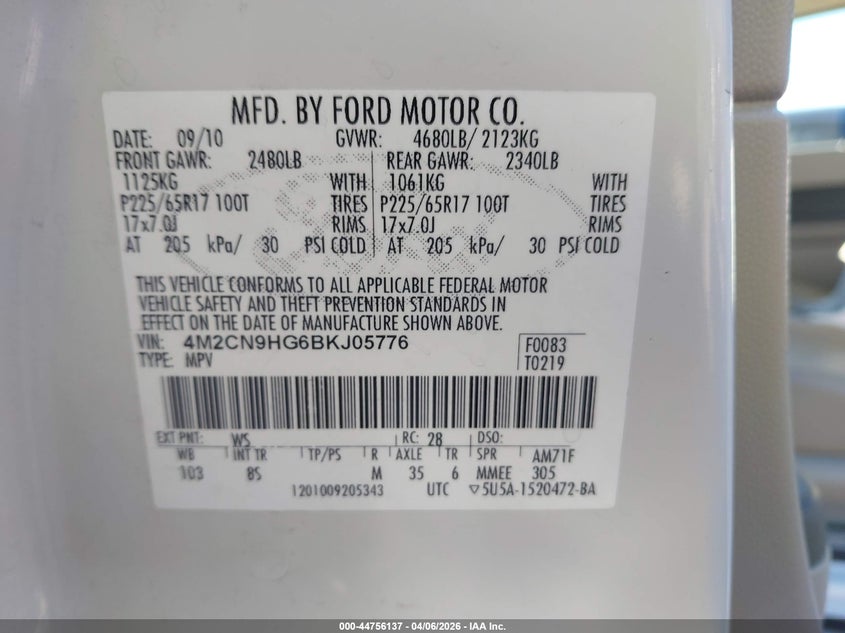 MFD. BY FORD MOTOR CO.
DATE: 09/10 GVWR: 4680LB/ 2123KG
FRONT GAWR: 2480LB REAR GAWR: 2340LB
1125KG WITH 1061KG WITH
P225/65R17 100T TIRES P225/65R17 100T TIRES
17x7.0J RIMS 17x7.0J RIMS
AT 205 kPa/ 30 PSI COLD AT 205 kPa/ 30 PSI COLD
THIS VEHICLE CONFORMS TO ALL APPLICABLE FEDERAL MOTOR
VEHICLE SAFETY AND THEFT PREVENTION STANDARDS IN
EFFECT ON THE DATE OF MANUFACTURE SHOWN ABOVE.
VIN: 4M2CN9HG6BKJ05776 F0083
TYPE: MPV T0219
EXT PNT: WS RC: 28 DSO:
WB INT TR TP/PS R AXLE TR SPR AM71F
103 8S M 35 6 MMEE 305
1201009205343 UTC ▽5U5A-1520472-BA
000-44756137 - 04/06/2026 - IAA Inc.